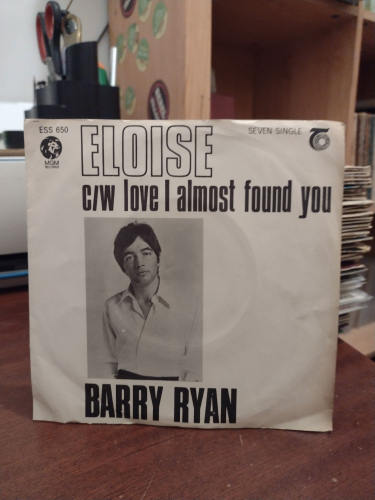 ESS 650
SEVEN SINGLE
MGM
RECORDS
ELOISE
c/w love I almost found you
BARRY RYAN